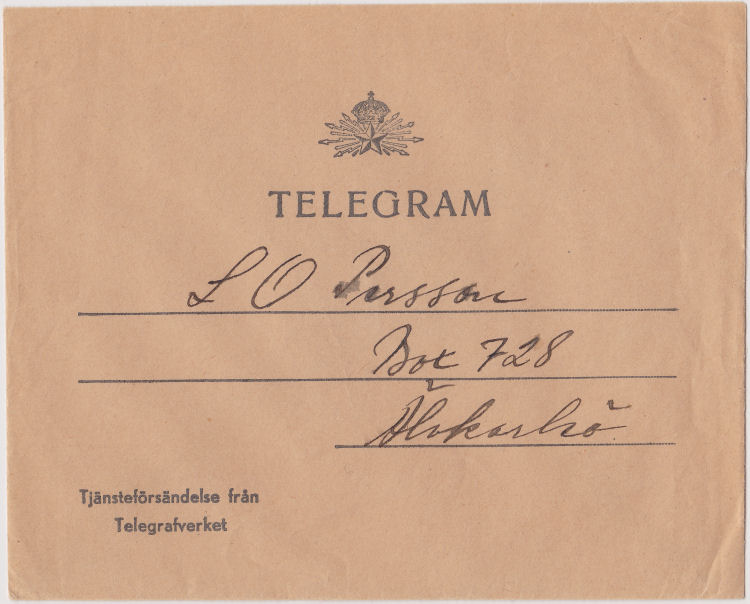 TELEGRAM
L O Persson
Box 728
Älvkarleö
Tjänsteförsändelse från
Telegrafverket